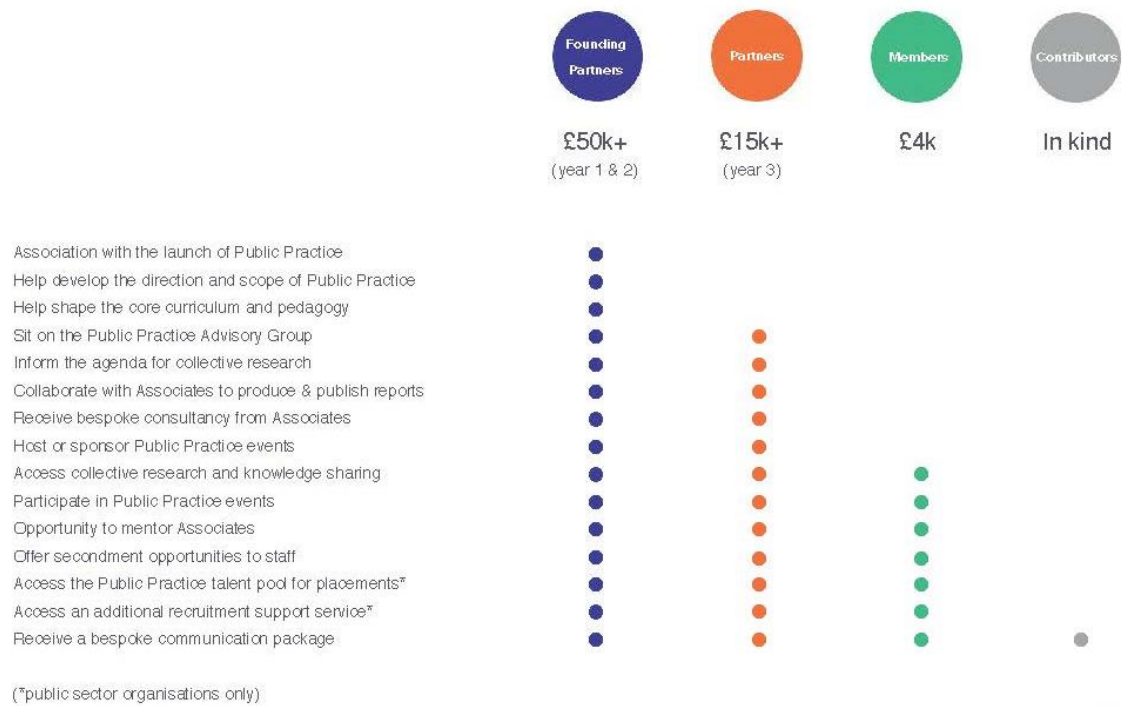 Founding
Partners
Partners
Members
Contributors
£50k+
£15k+
£4k
In kind
(year 1 & 2)
(year 3)
Association with the launch of Public Practice
Help develop the direction and scope of Public Practice
Help shape the core curriculum and pedagogy
Sit on the Public Practice Advisory Group
Inform the agenda for collective research
Collaborate with Associates to produce & publish reports
Receive bespoke consultancy from Associates
Host or sponsor Public Practice events
Access collective research and knowledge sharing
Participate in Public Practice events
Opportunity to mentor Associates
Offer secondment opportunities to staff
Access the Public Practice talent pool for placements*
Access an additional recruitment support service*
Receive a bespoke communication package
(*public sector organisations only)